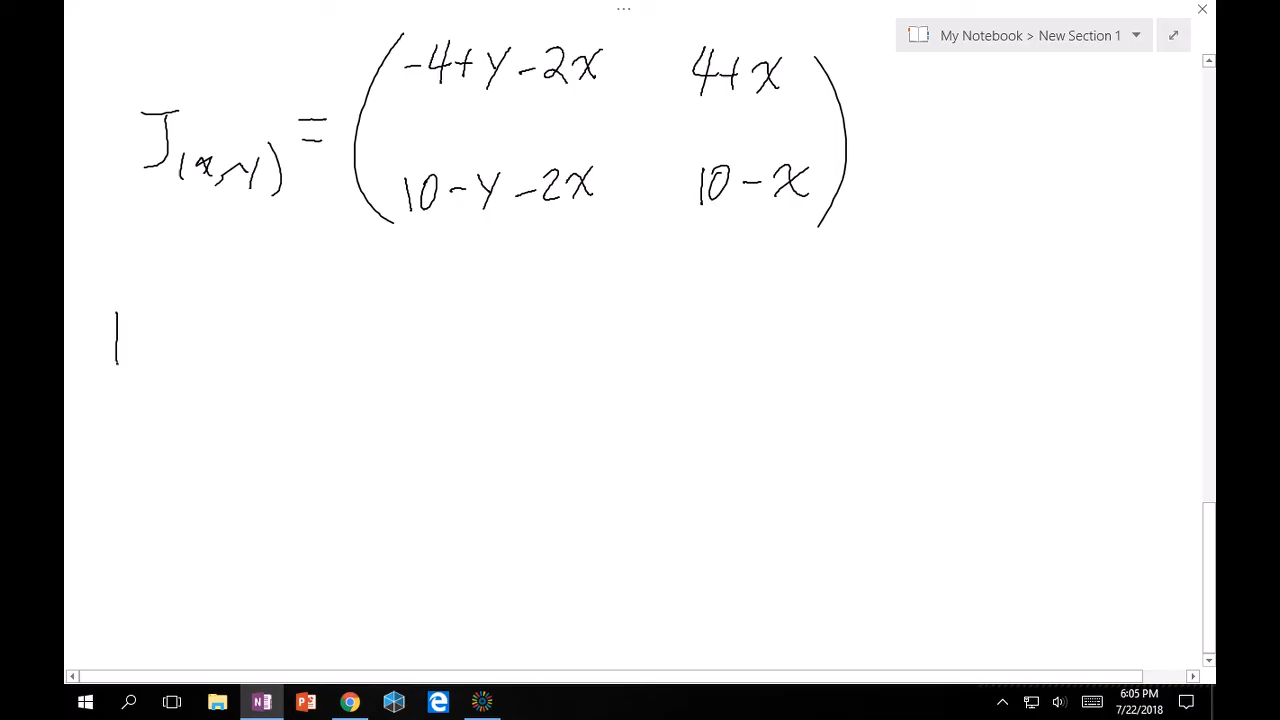 My Notebook > New Section 1
-4+y-2x 4+x
J(x,y) =
10-y-2x 10-x
|
6:05 PM
7/22/2018